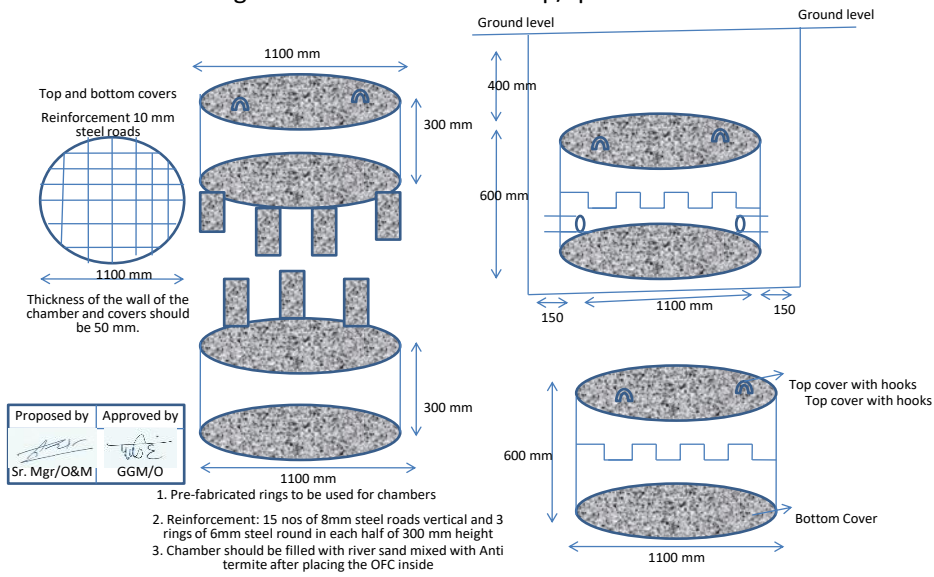 Ground level
Ground level
1100 mm
400 mm
Top and bottom covers
Reinforcement 10 mm
steel roads
300 mm
600 mm
1100 mm
1100 mm
150
150
Thickness of the wall of the
chamber and covers should
be 50 mm.
300 mm
Top cover with hooks
Top cover with hooks
Proposed by
Approved by
Sr. Mgr/O&M
GGM/O
600 mm
1100 mm
1. Pre-fabricated rings to be used for chambers
2. Reinforcement: 15 nos of 8mm steel roads vertical and 3
rings of 6mm steel round in each half of 300 mm height
3. Chamber should be filled with river sand mixed with Anti
termite after placing the OFC inside
Bottom Cover
1100 mm